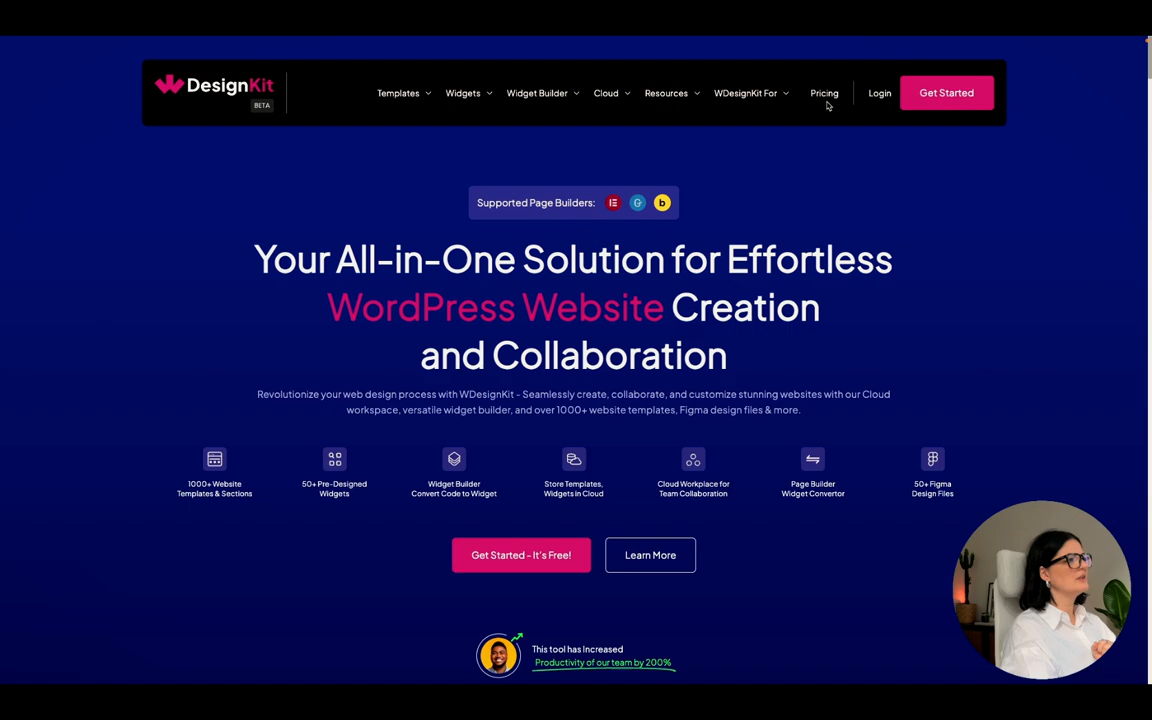 DesignKit
BETA
Templates
Widgets
Widget Builder
Cloud
Resources
WDesignKit For
Pricing
Login
Get Started
Supported Page Builders:
Your All-in-One Solution for Effortless
WordPress Website Creation
and Collaboration
Revolutionize your web design process with WDesignKit - Seamlessly create, collaborate, and customize stunning websites with our Cloud
workspace, versatile widget builder, and over 1000+ website templates, Figma design files & more.
1000+ Website
Templates & Sections
50+ Pre-Designed
Widgets
Widget Builder
Convert Code to Widget
Store Templates,
Widgets in Cloud
Cloud Workplace for
Team Collaboration
Page Builder
Widget Convertor
50+ Figma
Design Files
Get Started - It's Free!
Learn More
This tool has Increased
Productivity of our team by 200%